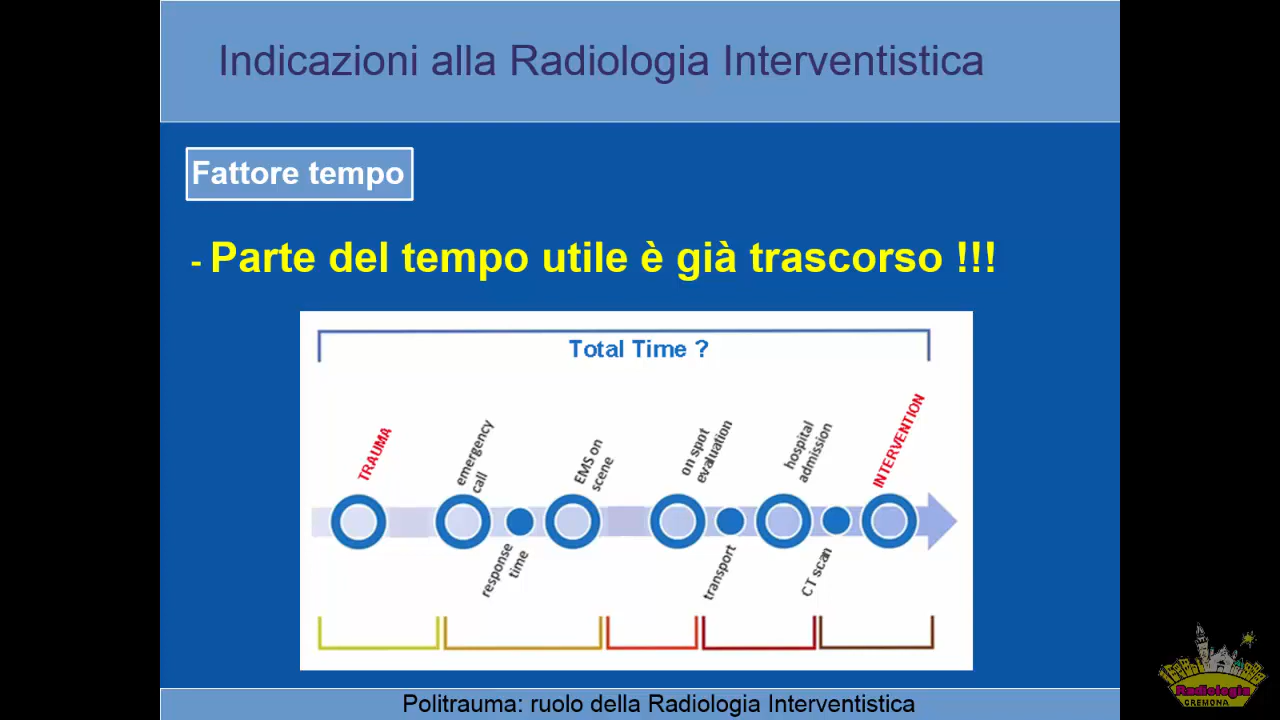 Indicazioni alla Radiologia Interventistica
Fattore tempo
- Parte del tempo utile è già trascorso !!!
Total Time ?
TRAUMA
emergency
call
response
time
EMS on
scene
on spot
evaluation
transport
hospital
admission
CT scan
INTERVENTION
Politrauma: ruolo della Radiologia Interventistica
Radiologia
CREMONA